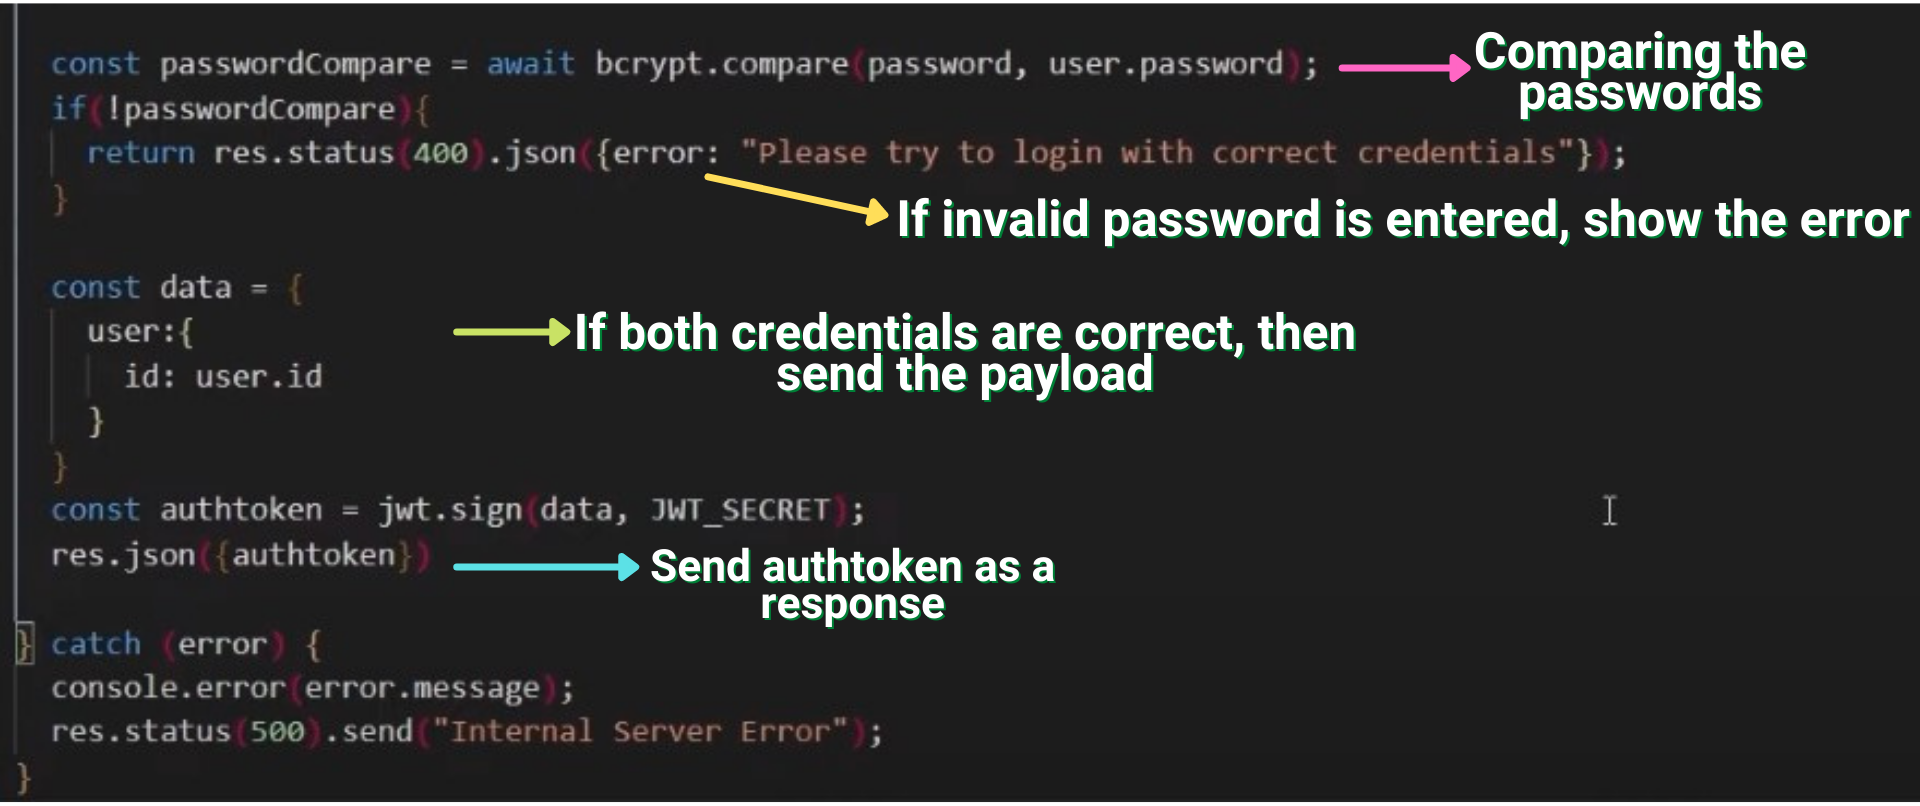 const passwordCompare = await bcrypt.compare(password, user.password);
Comparing the
passwords
if(!passwordCompare){
return res.status(400).json({error: "Please try to login with correct credentials"});
}
If invalid password is entered, show the error
const data = {
user:{
If both credentials are correct, then
send the payload
id: user.id
}
}
const authtoken = jwt.sign(data, JWT_SECRET);
res.json({authtoken})
Send authtoken as a
response
} catch (error) {
console.error(error.message);
res.status(500).send("Internal Server Error");
}